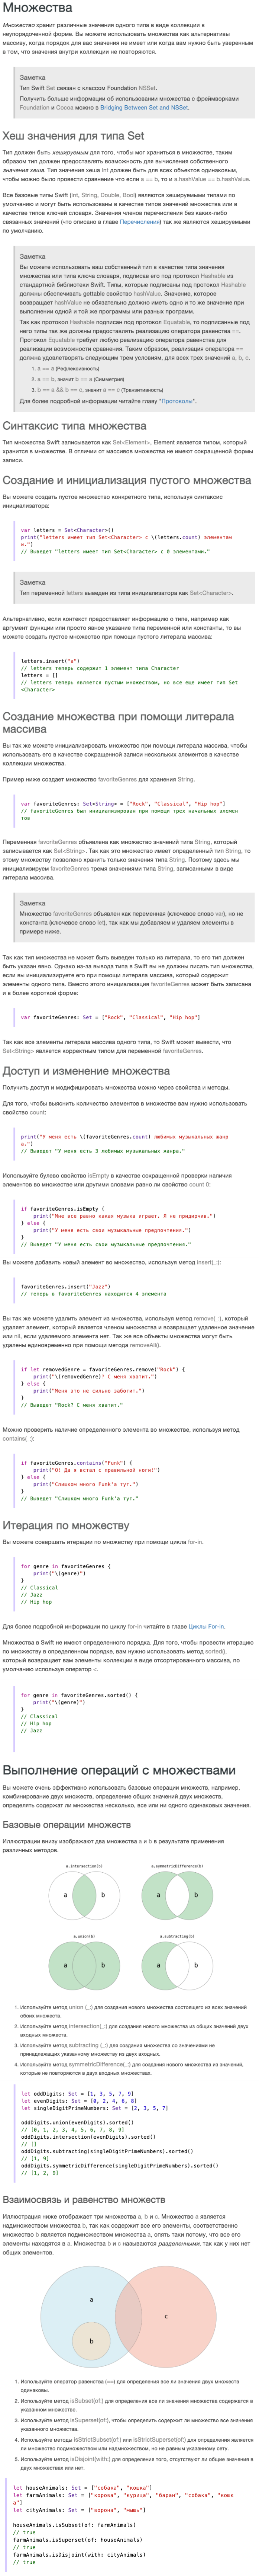 Множества
Множество хранит различные значения одного типа в виде коллекции в
неупорядоченной форме. Вы можете использовать множества как альтернативы
массиву, когда порядок для вас значения не имеет или когда вам нужно быть уверенным
в том, что значения внутри коллекции не повторяются.
Заметка
Тип Swift Set связан с классом Foundation NSSet.
Получить больше информации об использовании множества с фреймворками
Foundation и Cocoa можно в Bridging Between Set and NSSet.
Хеш значения для типа Set
Тип должен быть хешируемым для того, чтобы мог храниться в множестве, таким
образом тип должен предоставлять возможность для вычисления собственного
значения хеша. Тип значения хеша Int должен быть для всех объектов одинаковым,
чтобы можно было провести сравнение что если a == b, то и a.hashValue == b.hashValue.
Все базовые типы Swift (Int, String, Double, Bool) являются хешируемыми типами по
умолчанию и могут быть использованы в качестве типов значений множества или в
качестве типов ключей словаря. Значения членов перечисления без каких-либо
связанных значений (что описано в главе Перечисления) так же являются хешируемыми
по умолчанию.
Заметка
Вы можете использовать ваш собственный тип в качестве типа значения
множества или типа ключа словаря, подписав его под протокол Hashable из
стандартной библиотеки Swift. Типы, которые подписаны под протокол Hashable
должны обеспечивать gettable свойство hashValue. Значения, которое
возвращает hashValue не обязательно должно иметь одно и то же значение при
выполнении одной и той же программы или разных программ.
Так как протокол Hashable подписан под протокол Equatable, то подписанные под
него типы так же должны предоставлять реализацию оператора равенства ==.
Протокол Equatable требует любую реализацию оператора равенства для
реализации возможности равенства. Таким образом, реализация оператора ==
должна удовлетворять следующим трем условиям, для всех трех значений a, b, c.
1. a == a (Рефлексивность)
2. a == b, значит b == a (Симметрия)
3. a == b && b == c, значит a == c (Транзитивность)
Для более подробной информации читайте главу "Протоколы".
Синтаксис типа множества
Тип множества Swift записывается как Set<Element>, Element является типом, который
хранится в множестве. В отличии от массивов множества не имеют сокращенной формы
записи.
Создание и инициализация пустого множества
Вы можете создать пустое множество конкретного типа, используя синтаксис
инициализатора:
var letters = Set<Character>()
print("letters имеет тип Set<Character> с \(letters.count) элементам
и.")
// Выведет "letters имеет тип Set<Character> с 0 элементами."
Заметка
Тип переменной letters выведен из типа инициализатора как Set<Character>.
Альтернативно, если контекст предоставляет собой информацию о типе, например как
аргумент функции или просто явное указание типа переменной или константы, то вы
можете создать пустое множество при помощи пустого литерала массива:
letters.insert("a")
// letters теперь содержит 1 элемент типа Character
letters = []
// letters теперь является пустым множеством, но все еще имеет тип Set
<Character>
Создание множества при помощи литерала
массива
Вы так же можете инициализировать множество при помощи литерала массива, чтобы
использовать его в качестве сокращенной записи нескольких элементов в качестве
коллекции множества.
Пример ниже создает множество favoriteGenres для хранения String.
var favoriteGenres: Set<String> = ["Rock", "Classical", "Hip hop"]
// favoriteGenres был инициализирован при помощи трех начальных элемен
тов
Переменная favoriteGenres объявлена как множество значений типа String, который
записывается как Set<String>. Так как это множество имеет определенный тип String, то
этому множеству позволено хранить только значения типа String. Поэтому здесь мы
инициализируем favoriteGenres тремя значениями типа String, записанными в виде
литерала массива.
Заметка
Множество favoriteGenres объявлен как переменная (ключевое слово var), но не
константа (ключевое слово let), так как мы добавляем и удаляем элементы в
примере ниже.
Так как тип множества не может быть выведен только из литерала, то его тип должен
быть указан явно. Однако из-за вывода типа в Swift вы не должны писать тип множества,
если вы инициализируете его при помощи литерала массива, который содержит
элементы одного типа. Вместо этого инициализация favoriteGenres может быть записана
и в более короткой форме:
var favoriteGenres: Set = ["Rock", "Classical", "Hip hop"]
Так как все элементы литерала массива одного типа, то Swift может вывести, что
Set<String> является корректным типом для переменной favoriteGenres.
Доступ и изменение множества
Получить доступ и модифицировать множества можно через свойства и методы.
Для того, чтобы выяснить количество элементов в множестве вам нужно использовать
свойство count:
print("У меня есть \(favoriteGenres.count) любимых музыкальных жанр
а.")
// Выведет "У меня есть 3 любимых музыкальных жанра."
Используйте булево свойство isEmpty в качестве сокращенной проверки наличия
элементов во множестве или другими словами равно ли свойство count 0:
if favoriteGenres.isEmpty {
print("Мне все равно какая музыка играет. Я не придирчив.")
} else {
print("У меня есть свои музыкальные предпочтения.")
}
// Выведет "У меня есть свои музыкальные предпочтения."
Вы можете добавить новый элемент во множество, используя метод insert(_:):
favoriteGenres.insert("Jazz")
// теперь в favoriteGenres находится 4 элемента
Вы так же можете удалить элемент из множества, используя метод remove(_:), который
удаляет элемент, который является членом множества и возвращает удаленное значение
или nil, если удаляемого элемента нет. Так же все объекты множества могут быть
удалены единовременно при помощи метода removeAll().
if let removedGenre = favoriteGenres.remove("Rock") {
print("\(removedGenre)? С меня хватит.")
} else {
print("Меня это не сильно заботит.")
}
// Выведет "Rock? С меня хватит."
Можно проверить наличие определенного элемента во множестве, используя метод
contains(_:):
if favoriteGenres.contains("Funk") {
print("О! Да я встал с правильной ноги!")
} else {
print("Слишком много Funk'а тут.")
}
// Выведет "Слишком много Funk'а тут."
Итерация по множеству
Вы можете совершать итерации по множеству при помощи цикла for-in.
for genre in favoriteGenres {
print("\(genre)")
}
// Classical
// Jazz
// Hip hop
Для более подробной информации по циклу for-in читайте в главе Циклы For-in.
Множества в Swift не имеют определенного порядка. Для того, чтобы провести итерацию
по множеству в определенном порядке, вам нужно использовать метод sorted(),
который возвращает вам элементы коллекции в виде отсортированного массива, по
умолчанию используя оператор <.
for genre in favoriteGenres.sorted() {
print("\(genre)")
}
// Classical
// Hip hop
// Jazz
Выполнение операций с множествами
Вы можете очень эффективно использовать базовые операции множеств, например,
комбинирование двух множеств, определение общих значений двух множеств,
определять содержат ли множества несколько, все или ни одного одинаковых значения.
Базовые операции множеств
Иллюстрации внизу изображают два множества a и b в результате применения
различных методов.
a.intersection(b) a.symmetricDifference(b)
a b a b
a.union(b) a.subtracting(b)
a b a b
1. Используйте метод union (_:) для создания нового множества состоящего из всех значений
обоих множеств.
2. Используйте метод intersection(_:) для создания нового множества из общих значений двух
входных множеств.
3. Используйте метод subtracting (_:) для создания множества со значениями не
принадлежащих указанному множеству из двух входных.
4. Используйте метод symmetricDifference(_:) для создания нового множества из значений,
которые не повторяются в двух входных множествах.
let oddDigits: Set = [1, 3, 5, 7, 9]
let evenDigits: Set = [0, 2, 4, 6, 8]
let singleDigitPrimeNumbers: Set = [2, 3, 5, 7]
oddDigits.union(evenDigits).sorted()
// [0, 1, 2, 3, 4, 5, 6, 7, 8, 9]
oddDigits.intersection(evenDigits).sorted()
// []
oddDigits.subtracting(singleDigitPrimeNumbers).sorted()
// [1, 9]
oddDigits.symmetricDifference(singleDigitPrimeNumbers).sorted()
// [1, 2, 9]
Взаимосвязь и равенство множеств
Иллюстрация ниже отображает три множества a, b и c. Множество a является
надмножеством множества b, так как содержит все его элементы, соответственно
множество b является подмножеством множества a, опять таки потому, что все его
элементы находятся в a. Множества b и c называются разделенными, так как у них нет
общих элементов.
a
c
b
1. Используйте оператор равенства (==) для определения все ли значения двух множеств
одинаковы.
2. Используйте метод isSubset(of:) для определения все ли значения множества содержатся в
указанном множестве.
3. Используйте метод isSuperset(of:), чтобы определить содержит ли множество все значения
указанного множества.
4. Используйте методы isStrictSubset(of:) или isStrictSuperset(of:) для определения является
ли множество подмножеством или надмножеством, но не равным указанному сету.
5. Используйте метод isDisjoint(with:) для определения того, отсутствуют ли общие значения в
двух множествах или нет.
let houseAnimals: Set = ["собака", "кошка"]
let farmAnimals: Set = ["корова", "курица", "баран", "собака", "кошк
а"]
let cityAnimals: Set = ["ворона", "мышь"]
houseAnimals.isSubset(of: farmAnimals)
// true
farmAnimals.isSuperset(of: houseAnimals)
// true
farmAnimals.isDisjoint(with: cityAnimals)
// true